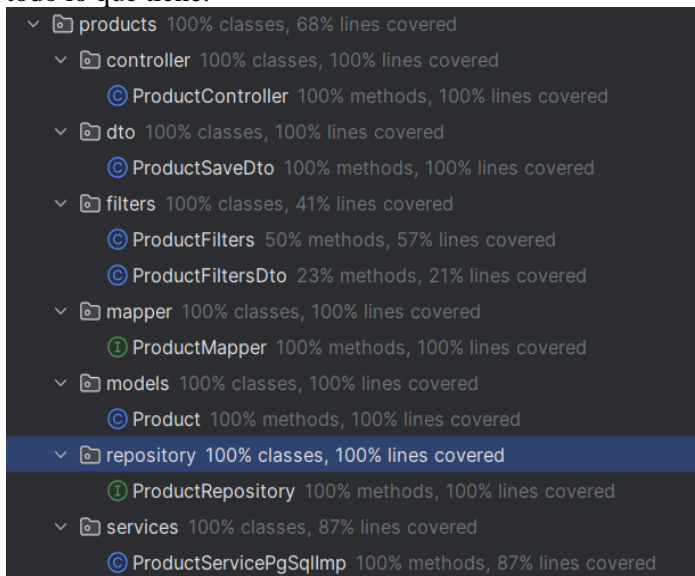 todo lo que tiene.
products 100% classes, 68% lines covered
controller 100% classes, 100% lines covered
ProductController 100% methods, 100% lines covered
dto 100% classes, 100% lines covered
ProductSaveDto 100% methods, 100% lines covered
filters 100% classes, 41% lines covered
ProductFilters 50% methods, 57% lines covered
ProductFiltersDto 23% methods, 21% lines covered
mapper 100% classes, 100% lines covered
ProductMapper 100% methods, 100% lines covered
models 100% classes, 100% lines covered
Product 100% methods, 100% lines covered
repository 100% classes, 100% lines covered
ProductRepository 100% methods, 100% lines covered
services 100% classes, 87% lines covered
ProductServicePgSqlImp 100% methods, 87% lines covered